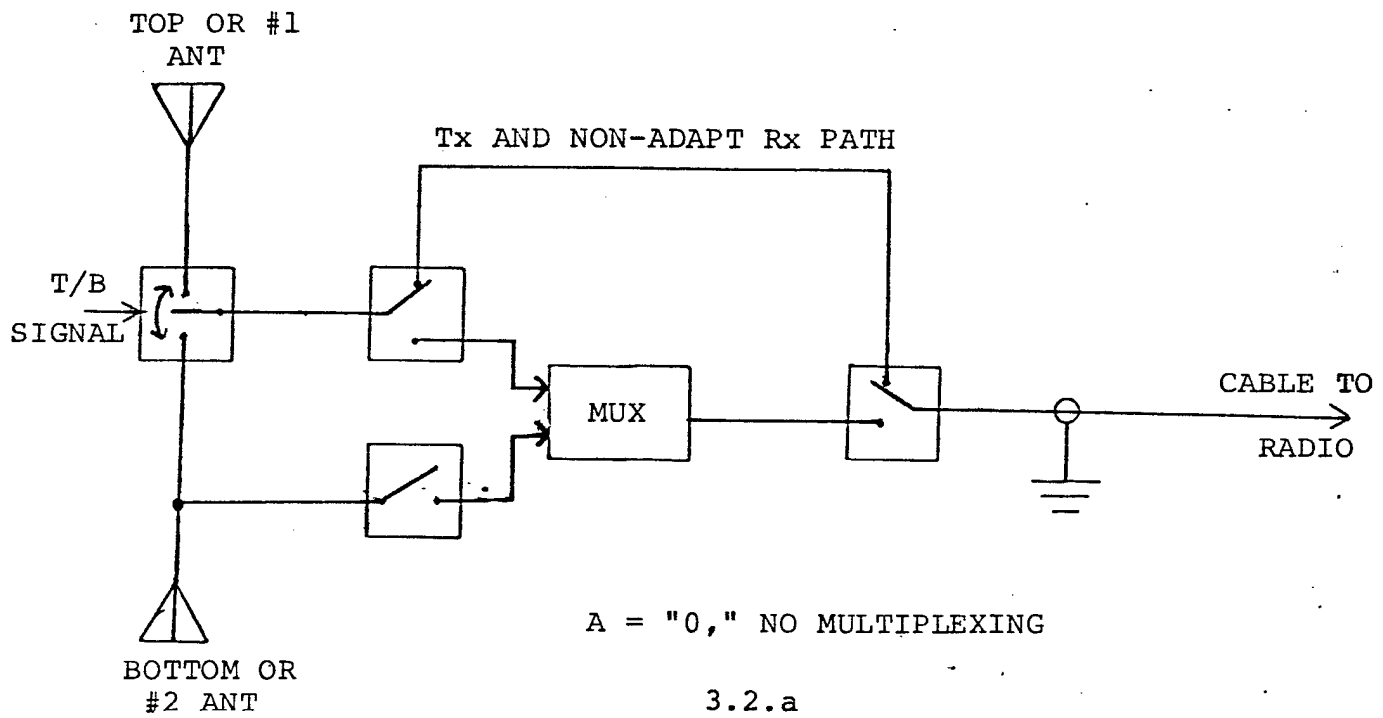 TOP OR #1
ANT
Tx AND NON-ADAPT Rx PATH
T/B
SIGNAL
MUX
CABLE TO
RADIO
A = "0," NO MULTIPLEXING
BOTTOM OR
#2 ANT
3.2.a